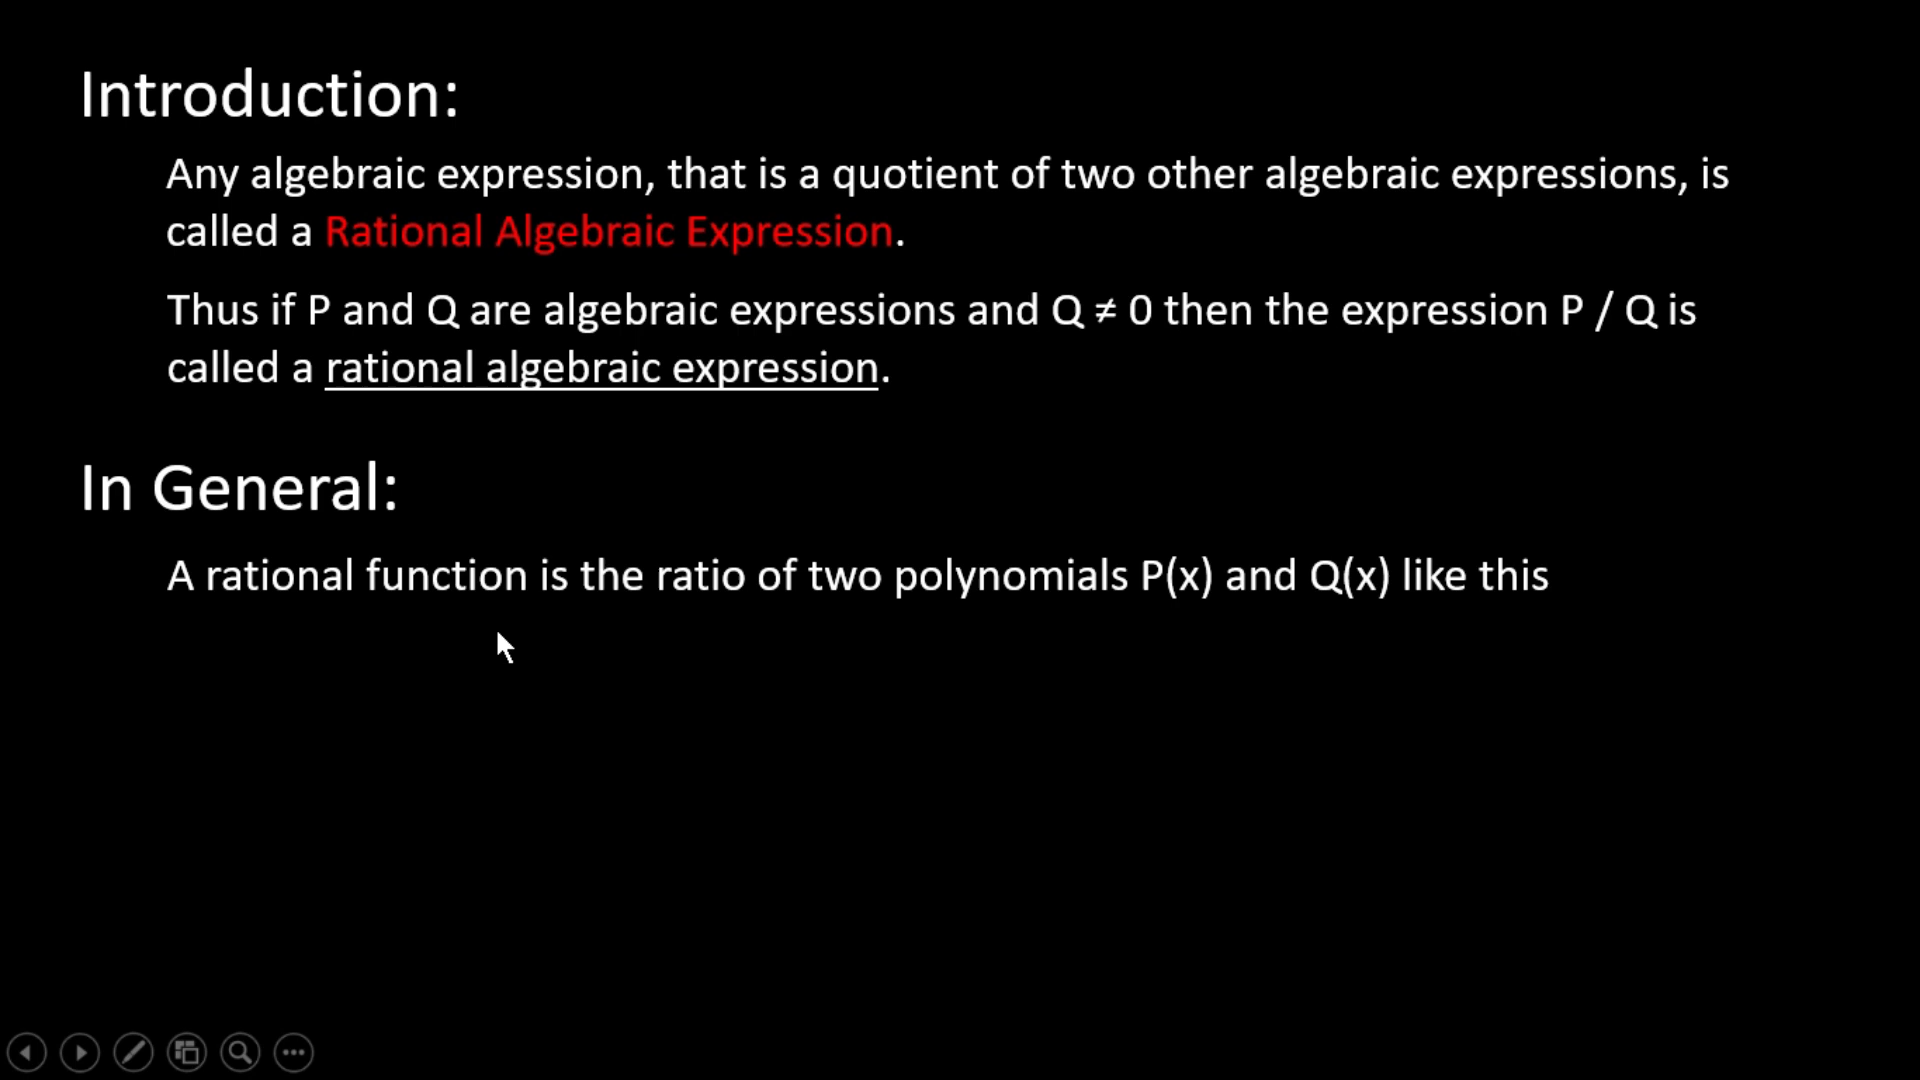 Introduction:
Any algebraic expression, that is a quotient of two other algebraic expressions, is
called a Rational Algebraic Expression.
Thus if P and Q are algebraic expressions and Q ≠ 0 then the expression P / Q is
called a rational algebraic expression.
In General:
A rational function is the ratio of two polynomials P(x) and Q(x) like this